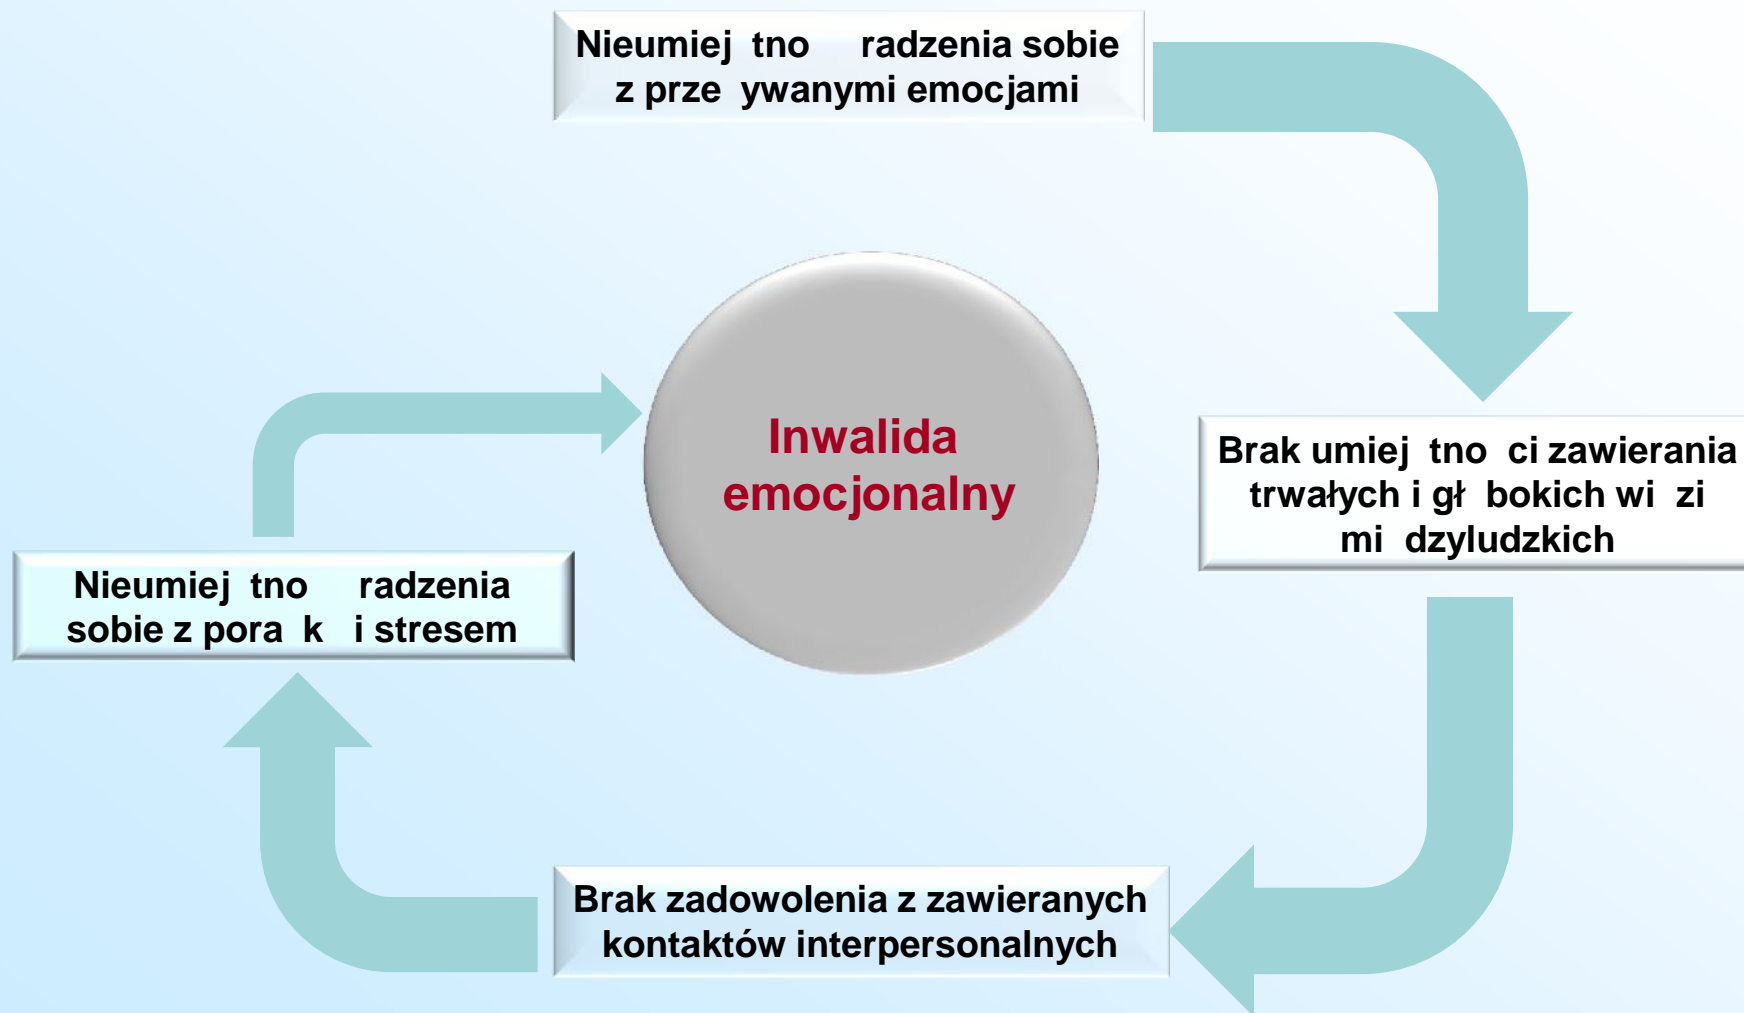 Nieumiej tno radzenia sobie
z prze ywanymi emocjami
Inwalida
emocjonalny
Brak umiej tno ci zawierania
trwałych i gł bokich wi zi
mi dzyludzkich
Nieumiej tno radzenia
sobie z pora k i stresem
Brak zadowolenia z zawieranych
kontaktów interpersonalnych